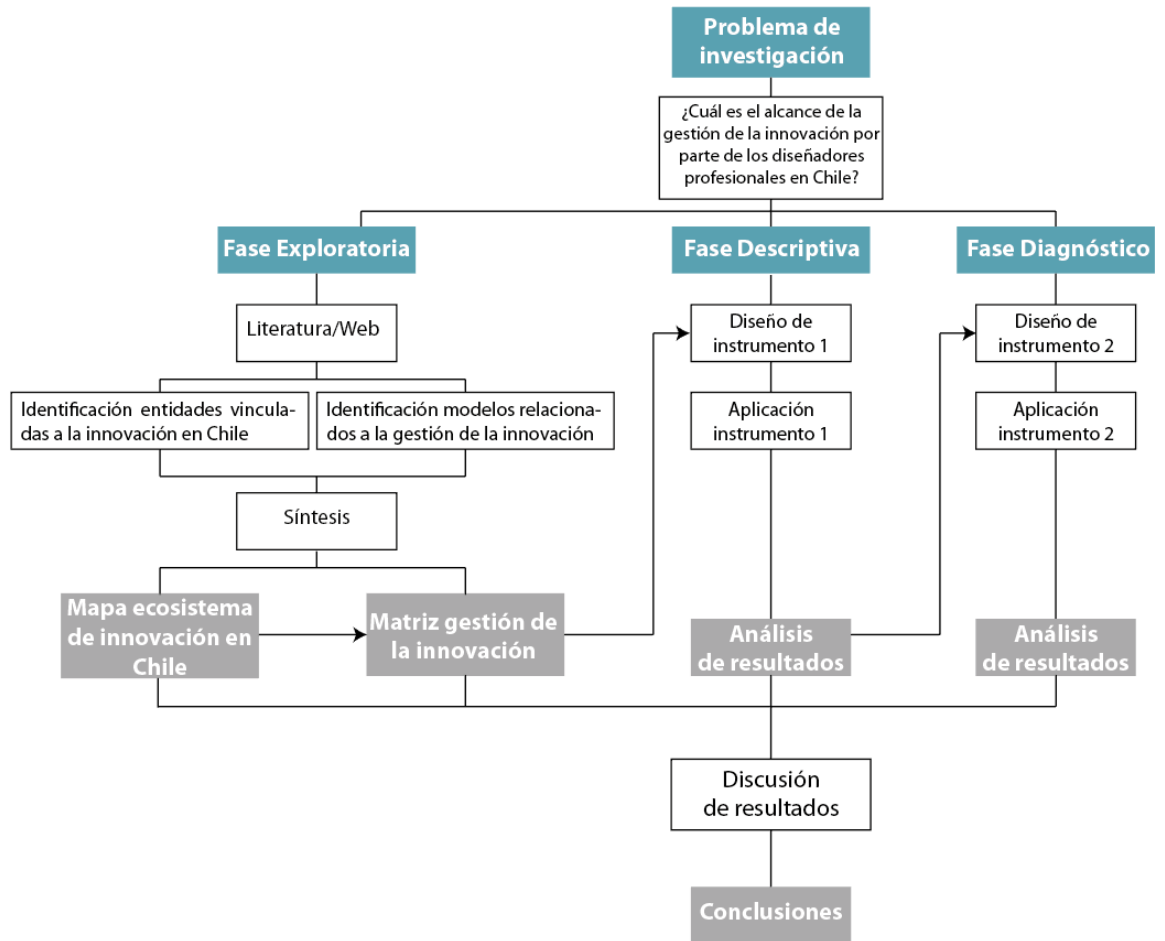 Problema de
investigación
¿Cuál es el alcance de la
gestión de la innovación por
parte de los diseñadores
profesionales en Chile?
Fase Exploratoria
Fase Descriptiva
Fase Diagnóstico
Literatura/Web
Diseño de
instrumento 1
Diseño de
instrumento 2
Identificación entidades vincula-
das a la innovación en Chile
Identificación modelos relaciona-
dos a la gestión de la innovación
Aplicación
instrumento 1
Aplicación
instrumento 2
Síntesis
Mapa ecosistema
de innovación en
Chile
Matriz gestión de
la innovación
Análisis
de resultados
Análisis
de resultados
Discusión
de resultados
Conclusiones